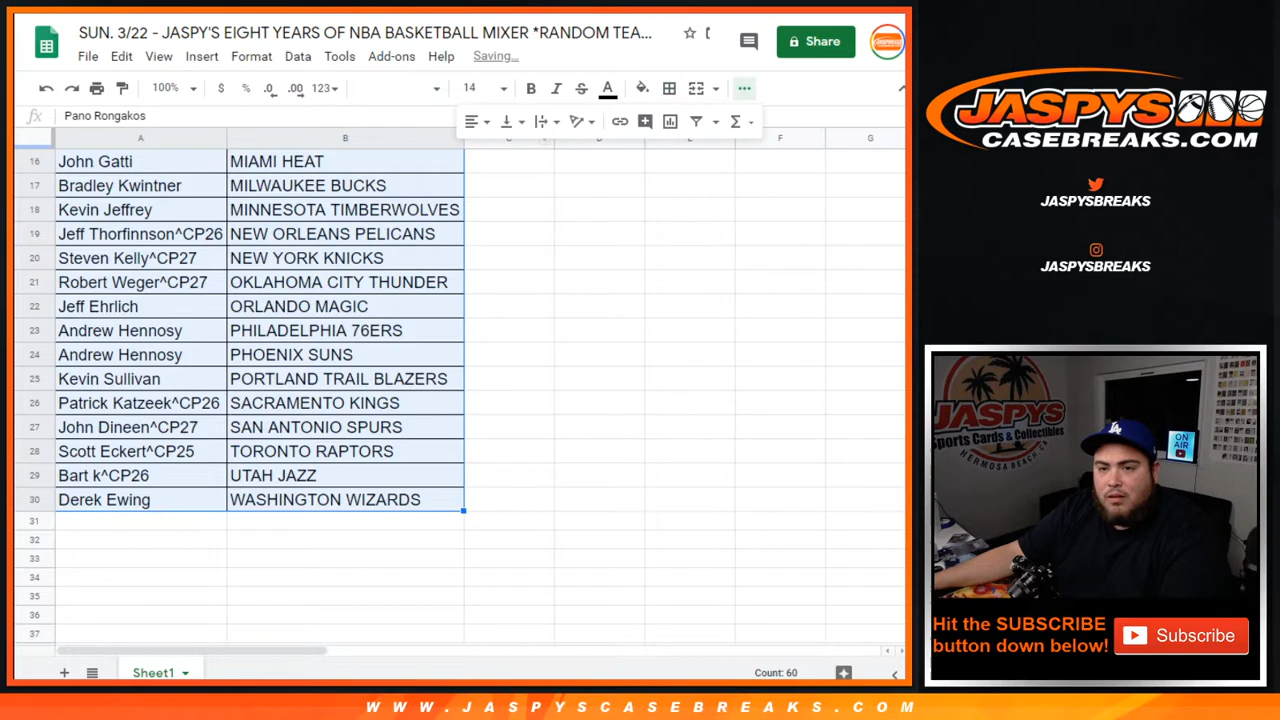 SUN. 3/22 - JASPY'S EIGHT YEARS OF NBA BASKETBALL MIXER *RANDOM TEA...
Share
File Edit View Insert Format Data Tools Add-ons Help Saving...
100% $ % .0 .00 123 14 B I S A
fx Pano Rongakos
A B C D E F G
16 John Gatti MIAMI HEAT
17 Bradley Kwintner MILWAUKEE BUCKS
18 Kevin Jeffrey MINNESOTA TIMBERWOLVES
19 Jeff Thorfinnson^CP26 NEW ORLEANS PELICANS
20 Steven Kelly^CP27 NEW YORK KNICKS
21 Robert Weger^CP27 OKLAHOMA CITY THUNDER
22 Jeff Ehrlich ORLANDO MAGIC
23 Andrew Hennosy PHILADELPHIA 76ERS
24 Andrew Hennosy PHOENIX SUNS
25 Kevin Sullivan PORTLAND TRAIL BLAZERS
26 Patrick Katzeek^CP26 SACRAMENTO KINGS
27 John Dineen^CP27 SAN ANTONIO SPURS
28 Scott Eckert^CP25 TORONTO RAPTORS
29 Bart k^CP26 UTAH JAZZ
30 Derek Ewing WASHINGTON WIZARDS
31
32
33
34
35
36
37
Sheet1
Count: 60
JASPYS
CASEBREAKS.COM
JASPYSBREAKS
JASPYSBREAKS
JASPYS
Sports Cards & Collectibles
HERMOSA BEACH, CA
ON
AIR
LA
Hit the SUBSCRIBE
button down below!
Subscribe
WWW.JASPYSCASEBREAKS.COM